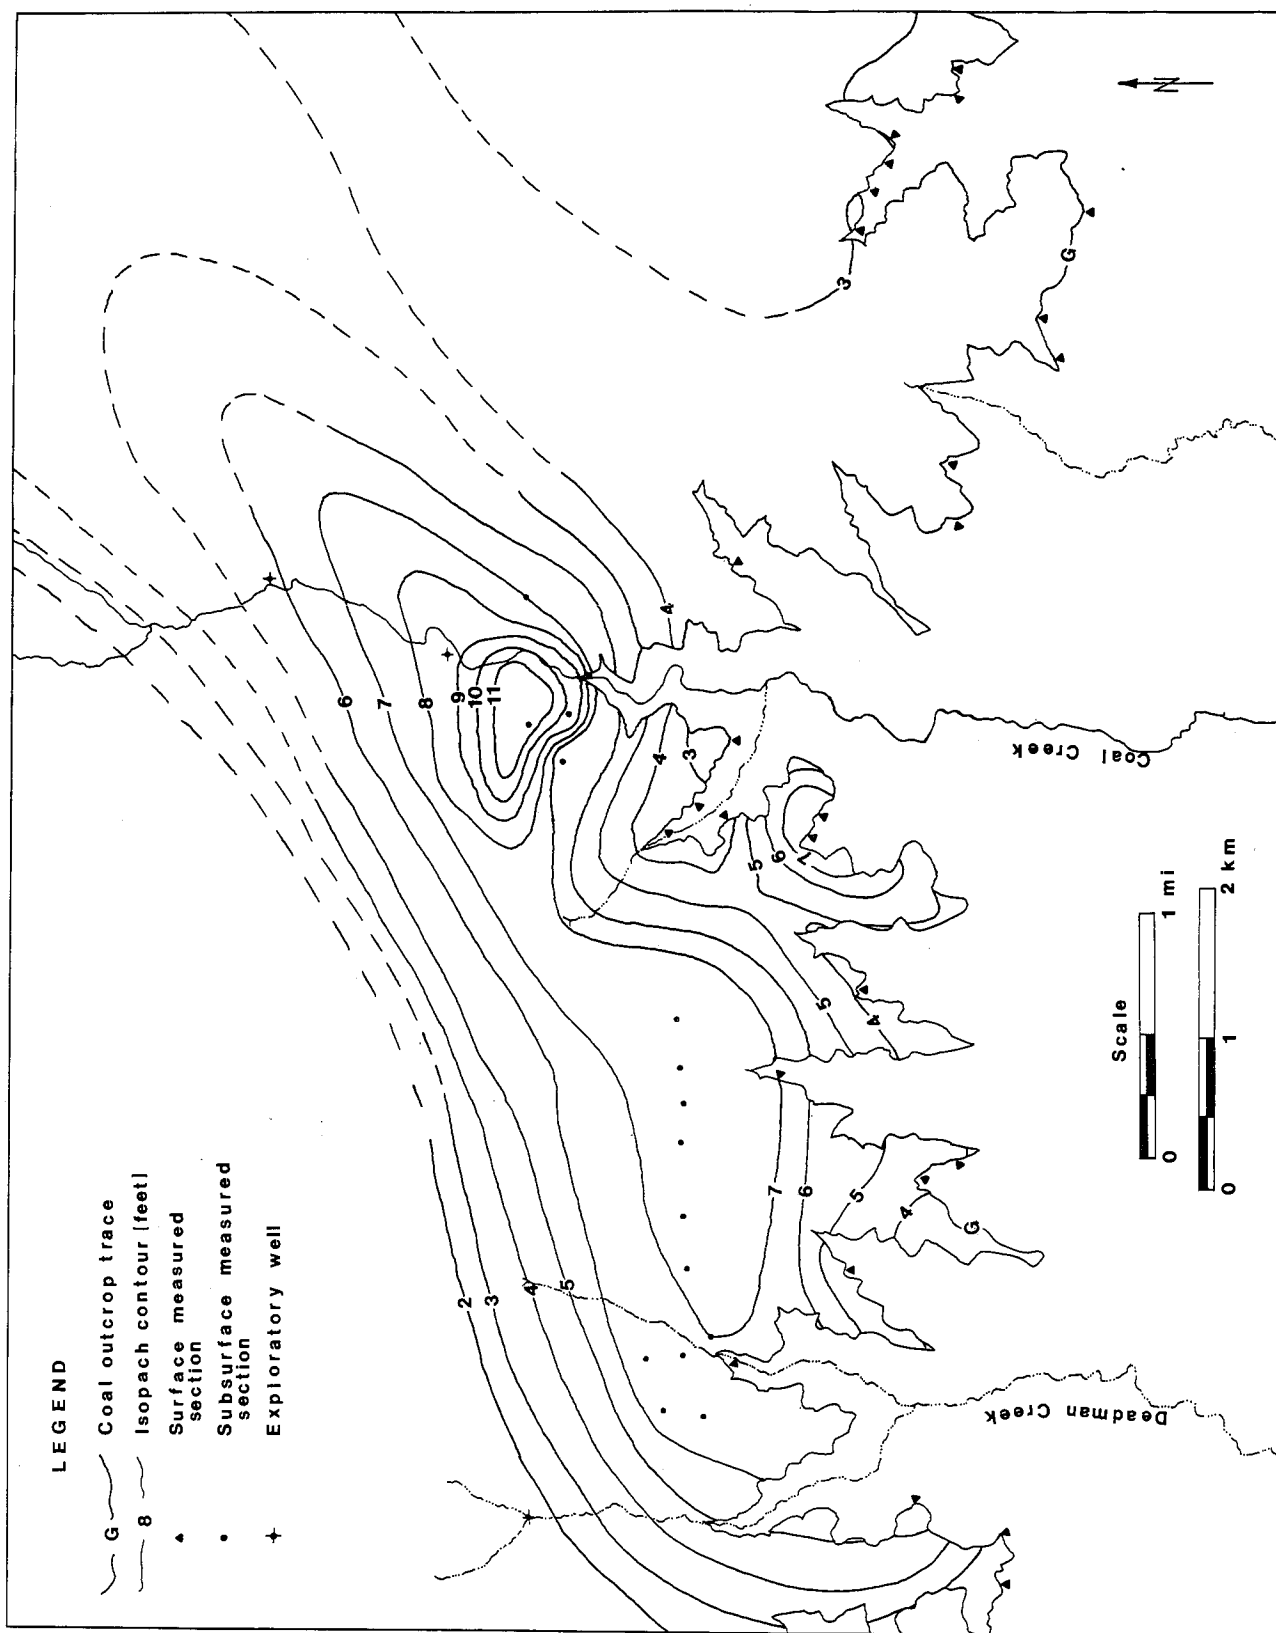 LEGEND
G Coal outcrop trace
8 Isopach contour [feet]
Surface measured
section
Subsurface measured
section
Exploratory well
N
2
3
4
5
6
7
8
9
10
11
4
3
3
4
5
6
7
5
4
7
6
5
4
G
G
Coal Creek
Deadman Creek
Scale
0 1 mi
0 1 2 km